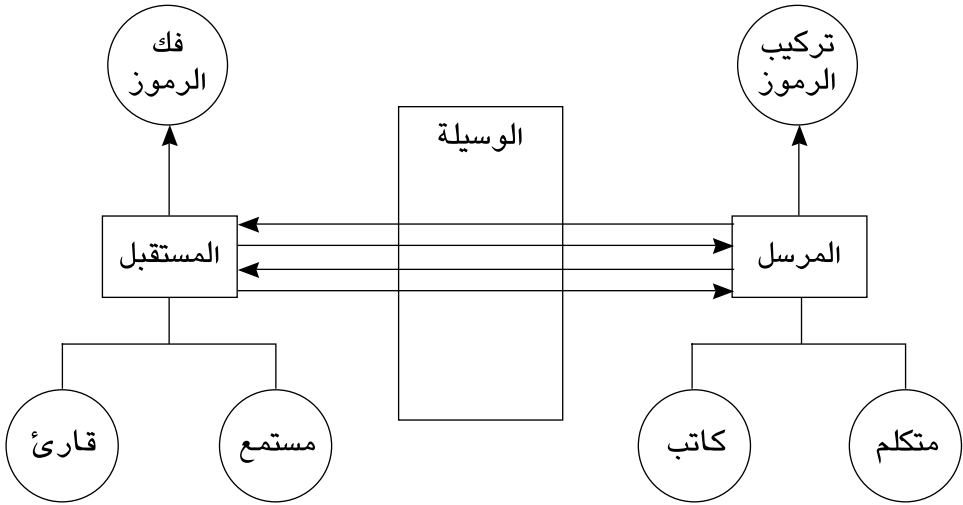 تركيب
الرموز
فك
الرموز
الوسيلة
المرسل
المستقبل
متكلم
كاتب
مستمع
قارئ